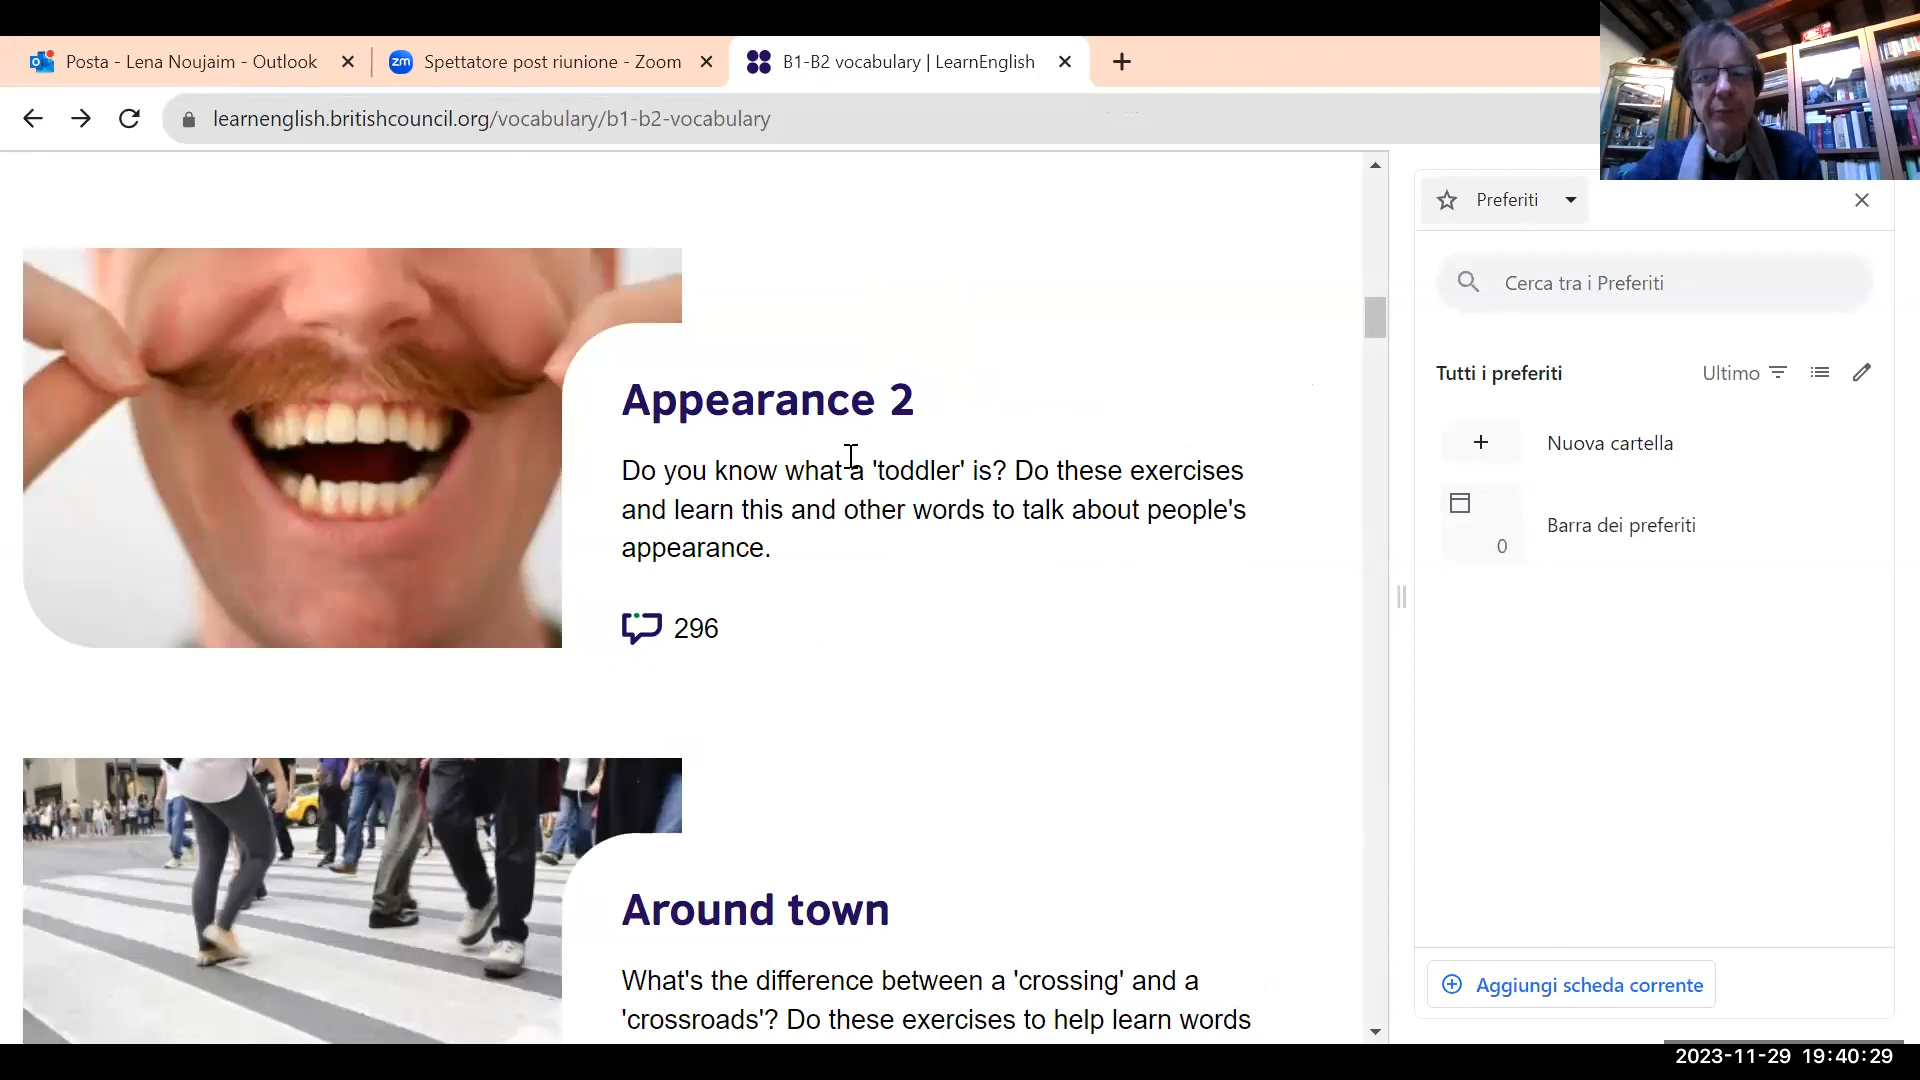 Posta - Lena Noujaim - Outlook
Spettatore post riunione - Zoom
B1-B2 vocabulary | LearnEnglish
learnenglish.britishcouncil.org/vocabulary/b1-b2-vocabulary
Appearance 2
Do you know what a 'toddler' is? Do these exercises
and learn this and other words to talk about people's
appearance.
296
Around town
What's the difference between a 'crossing' and a
'crossroads'? Do these exercises to help learn words
Preferiti
Cerca tra i Preferiti
Tutti i preferiti
Ultimo
Nuova cartella
0
Barra dei preferiti
Aggiungi scheda corrente
2023-11-29 19:40:29